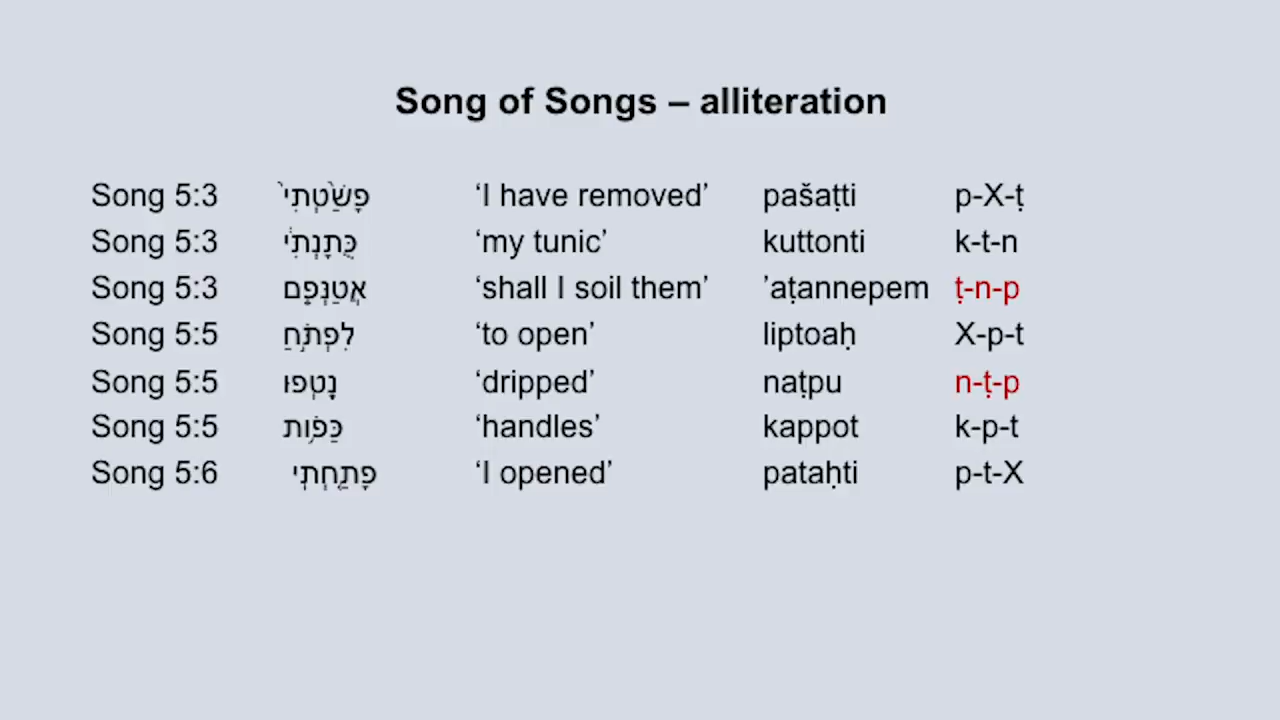 Song of Songs – alliteration
Song 5:3 פָּשַׁ֙טְתִּי֙ ‘I have removed’ pašaṭti p-X-ṭ
Song 5:3 כֻּתָּנְתִּ֔י ‘my tunic’ kuttonti k-t-n
Song 5:3 אֲטַנְּפֵֽם ‘shall I soil them’ ’aṭannepem ṭ-n-p
Song 5:5 לִפְתֹּ֣חַ ‘to open’ liptoaḥ X-p-t
Song 5:5 נָֽטְפוּ ‘dripped’ naṭpu n-ṭ-p
Song 5:5 כַּפּ֥וֹת ‘handles’ kappot k-p-t
Song 5:6 פָּתַ֤חְתִּֽי ‘I opened’ pataḥti p-t-X